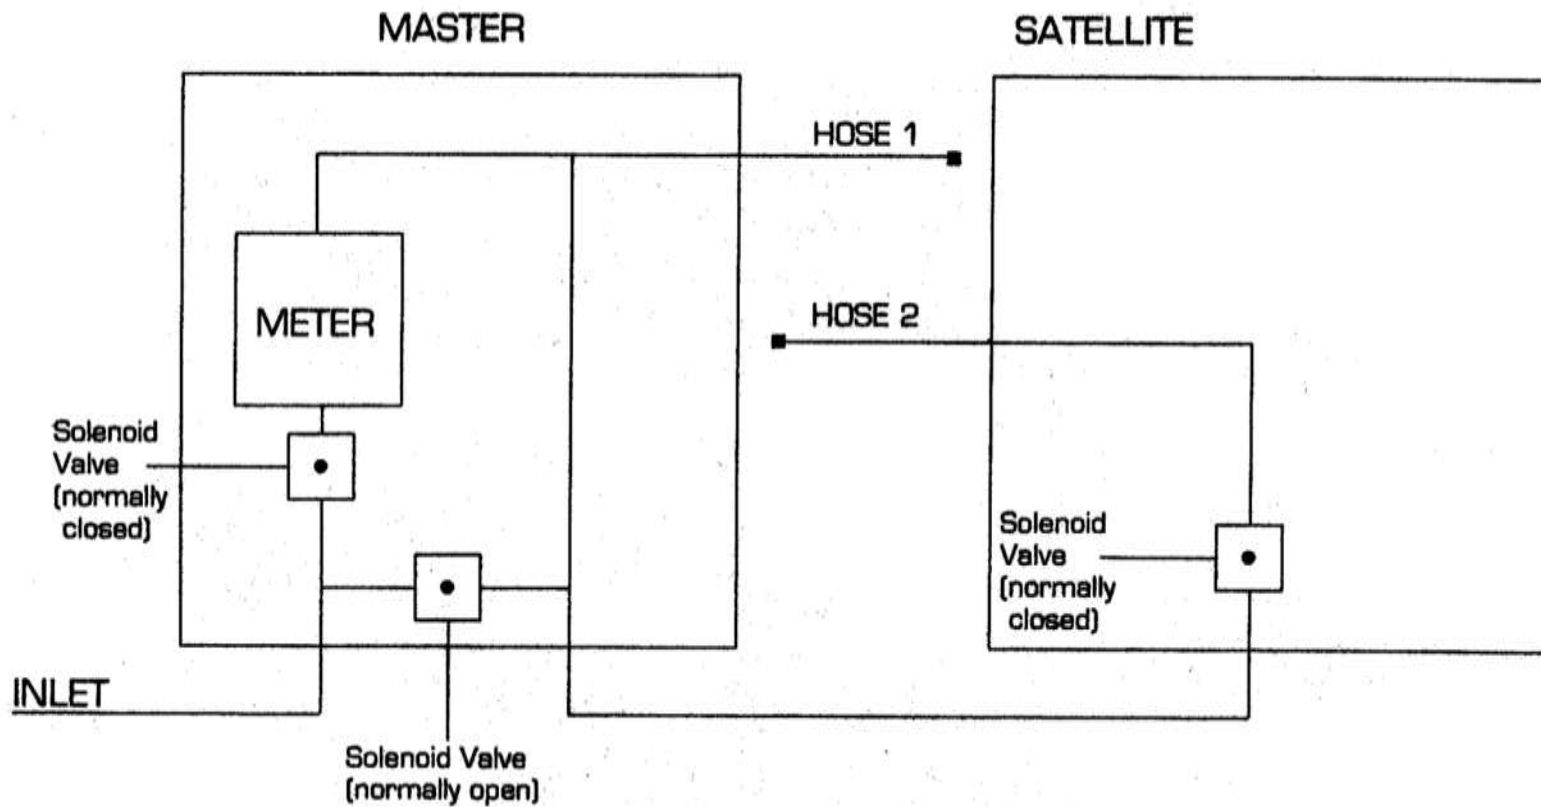 MASTER
SATELLITE
HOSE 1
METER
HOSE 2
Solenoid
Valve
(normally
closed)
Solenoid
Valve
(normally
closed)
INLET
Solenoid Valve
(normally open)